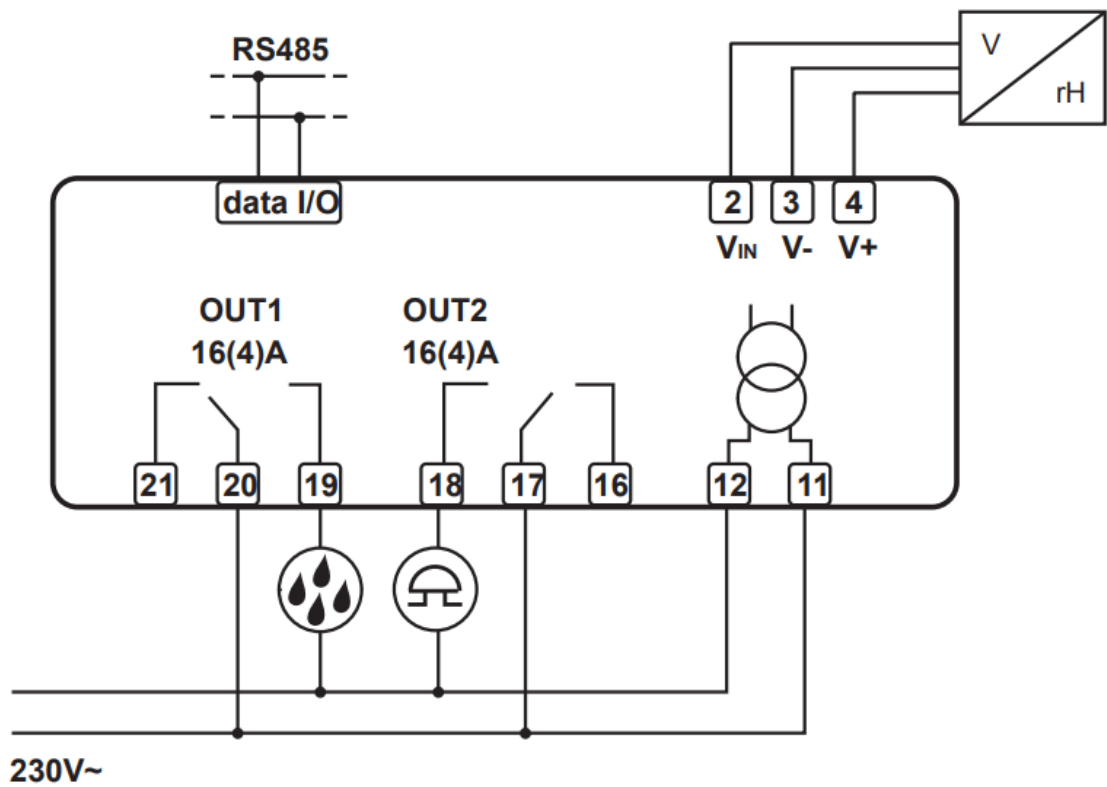 RS485
V
rH
data I/O
2 3 4
VIN V- V+
OUT1 OUT2
16(4)A 16(4)A
21 20 19 18 17 16 12 11
230V~